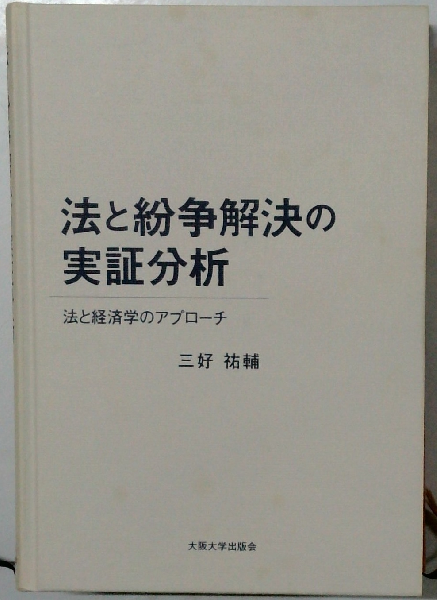 法と紛争解決の
実証分析
法と経済学のアプローチ
三好 祐輔
大阪大学出版会